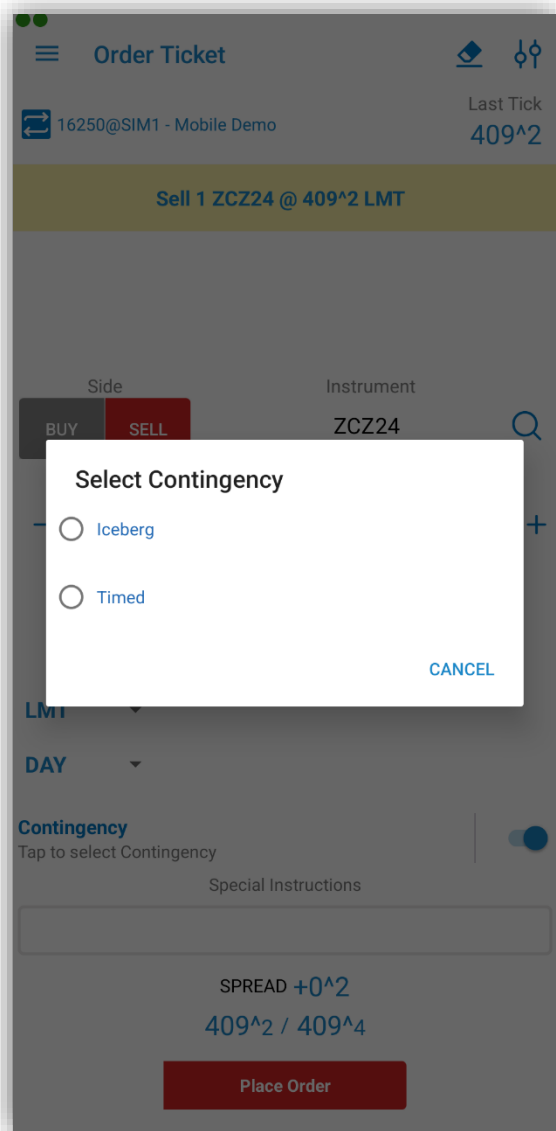 Order Ticket
Last Tick
16250@SIM1 - Mobile Demo
409^2
Sell 1 ZCZ24 @ 409^2 LMT
Side
Instrument
BUY
SELL
ZCZ24
Select Contingency
Iceberg
Timed
CANCEL
LMT
DAY
Contingency
Tap to select Contingency
Special Instructions
SPREAD +0^2
409^2 / 409^4
Place Order